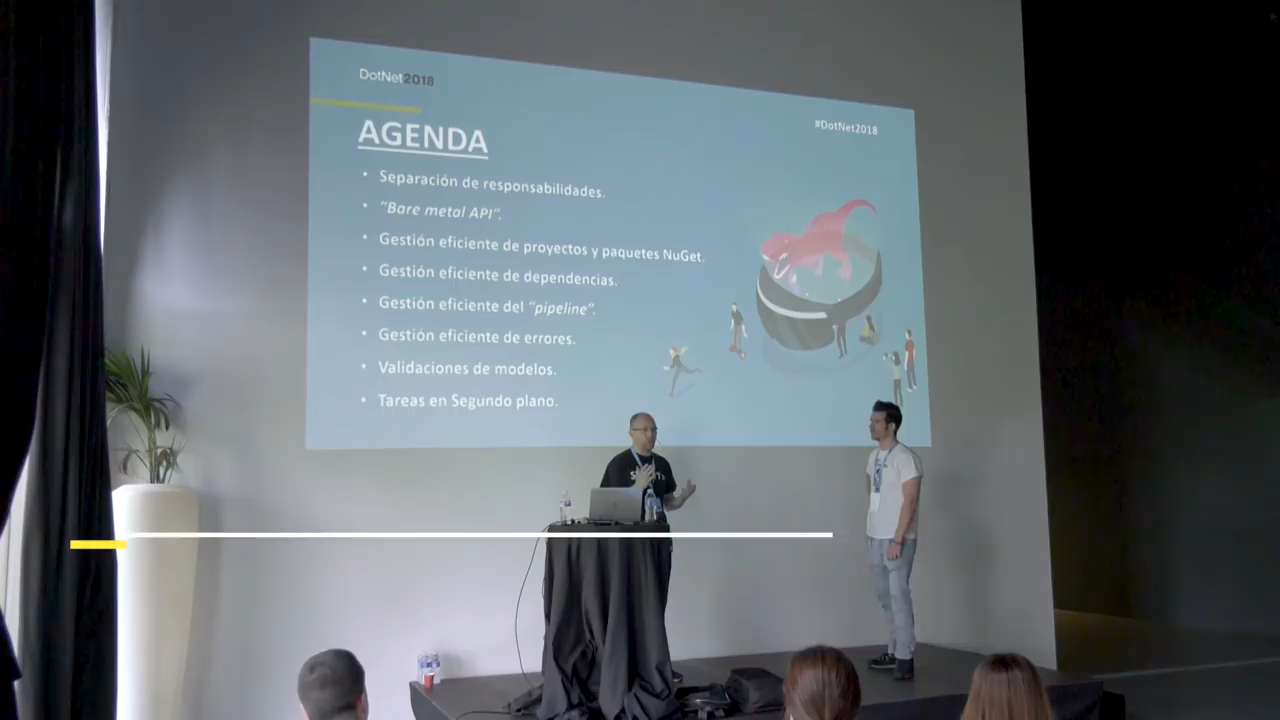 DotNet2018
#DotNet2018
AGENDA
• Separación de responsabilidades.
• “Bare metal API”.
• Gestión eficiente de proyectos y paquetes NuGet.
• Gestión eficiente de dependencias.
• Gestión eficiente del “pipeline”.
• Gestión eficiente de errores.
• Validaciones de modelos.
• Tareas en Segundo plano.